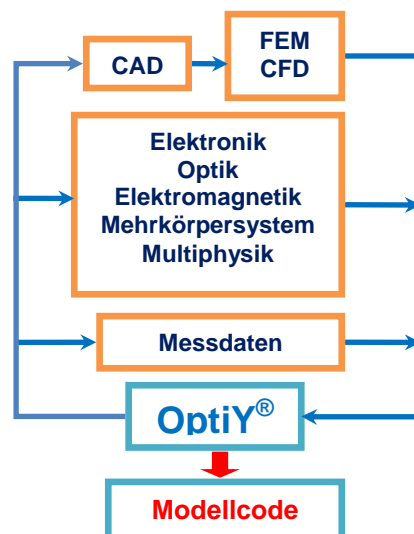 CAD
FEM
CFD
Elektronik
Optik
Elektromagnetik
Mehrkörpersystem
Multiphysik
Messdaten
OptiY®
Modellcode